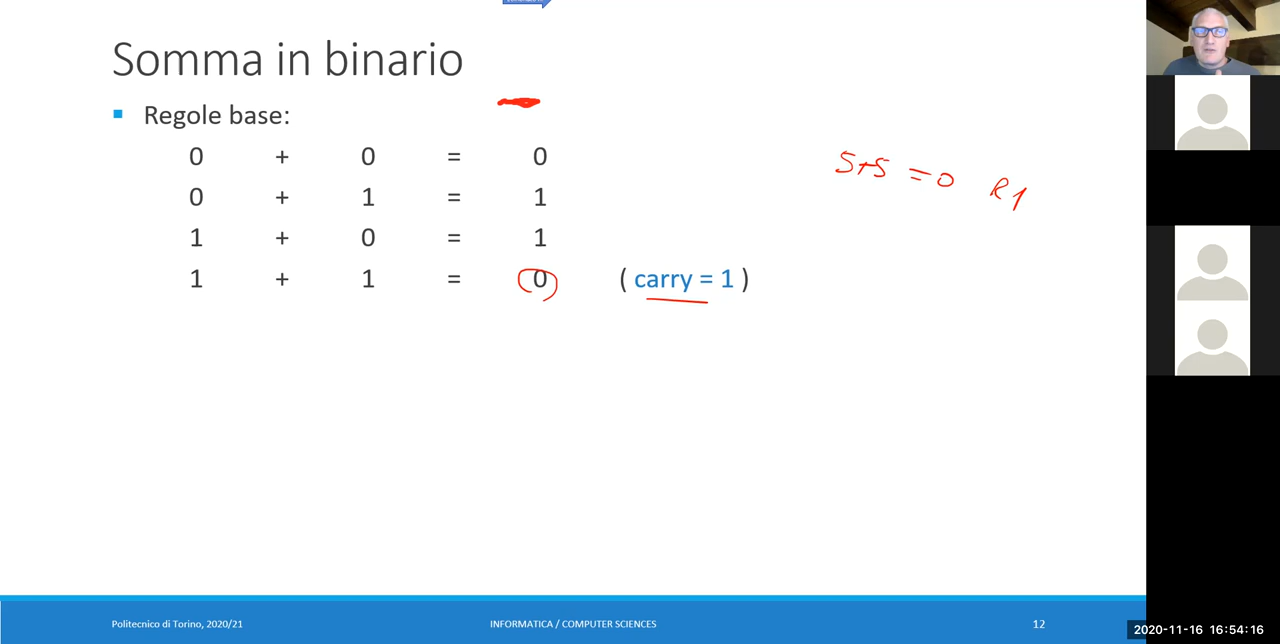 Somma in binario
Regole base:
0 + 0 = 0
0 + 1 = 1
1 + 0 = 1
1 + 1 = 0 ( carry = 1 )
5+5 = 0 R 1
Politecnico di Torino, 2020/21
INFORMATICA / COMPUTER SCIENCES
12
2020-11-16 16:54:16